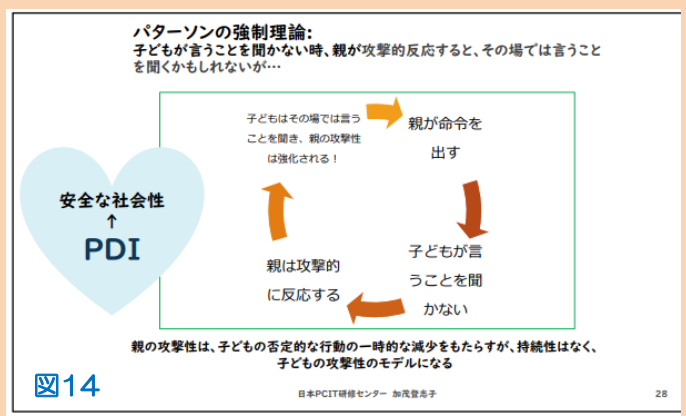 パターソンの強制理論:
子どもが言うことを聞かない時、親が攻撃的反応すると、その場では言うこと
を聞くかもしれないが…
子どもはその場では言う
ことを聞き、親の攻撃性
は強化される！
親が命令を
出す
子どもが言
うことを聞
かない
親は攻撃的
に反応する
安全な社会性
↑
PDI
親の攻撃性は、子どもの否定的な行動の一時的な減少をもたらすが、持続性はなく、
子どもの攻撃性のモデルになる
図14
日本PCIT研修センター 加茂登志子
28